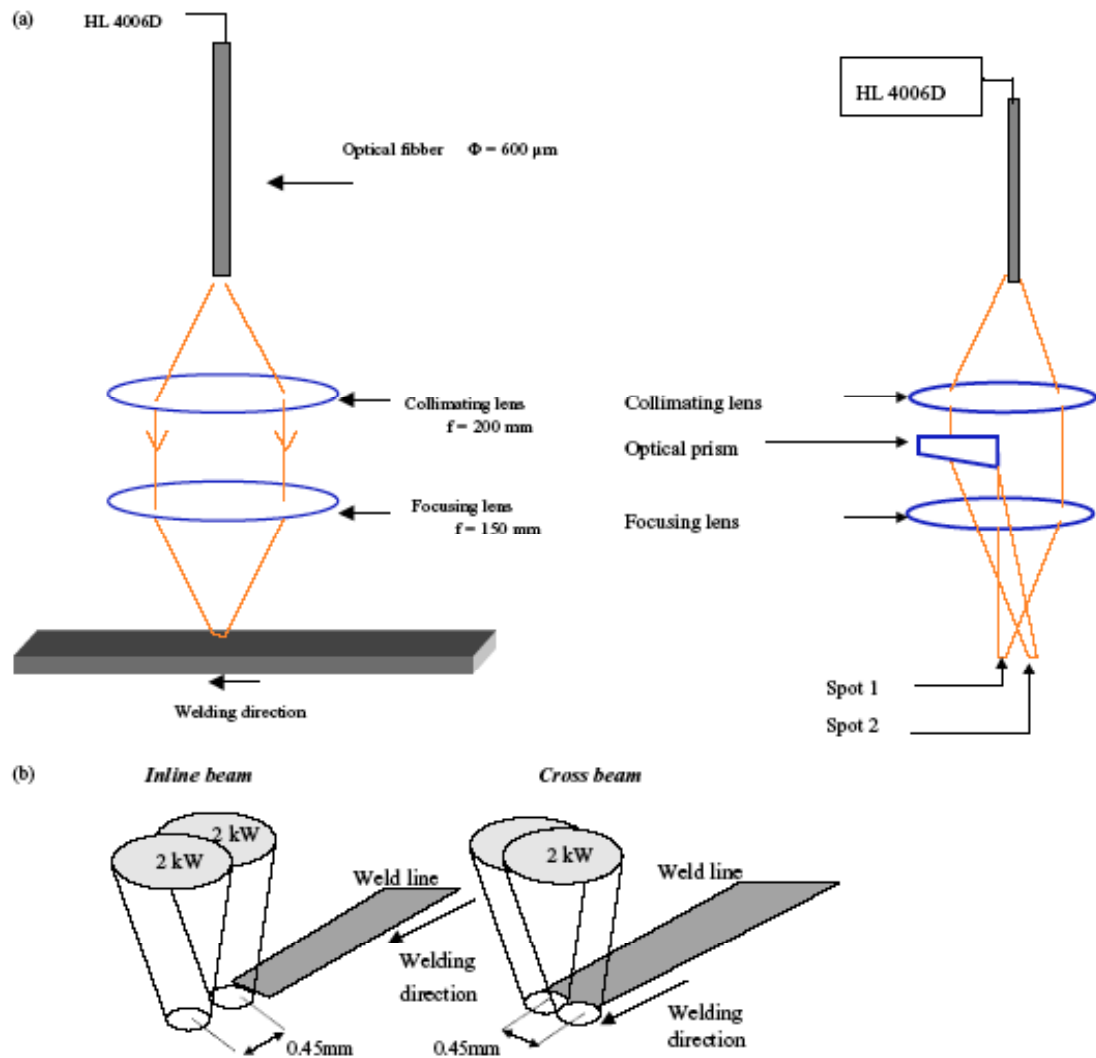 (a)
HL 4006D
Optical fibber Φ = 600 µm
Collimating lens
f = 200 mm
Focusing lens
f = 150 mm
Welding direction
HL 4006D
Collimating lens
Optical prism
Focusing lens
Spot 1
Spot 2
(b)
Inline beam
2 kW
2 kW
Weld line
Welding
direction
0.45mm
Cross beam
2 kW
Weld line
Welding
direction
0.45mm